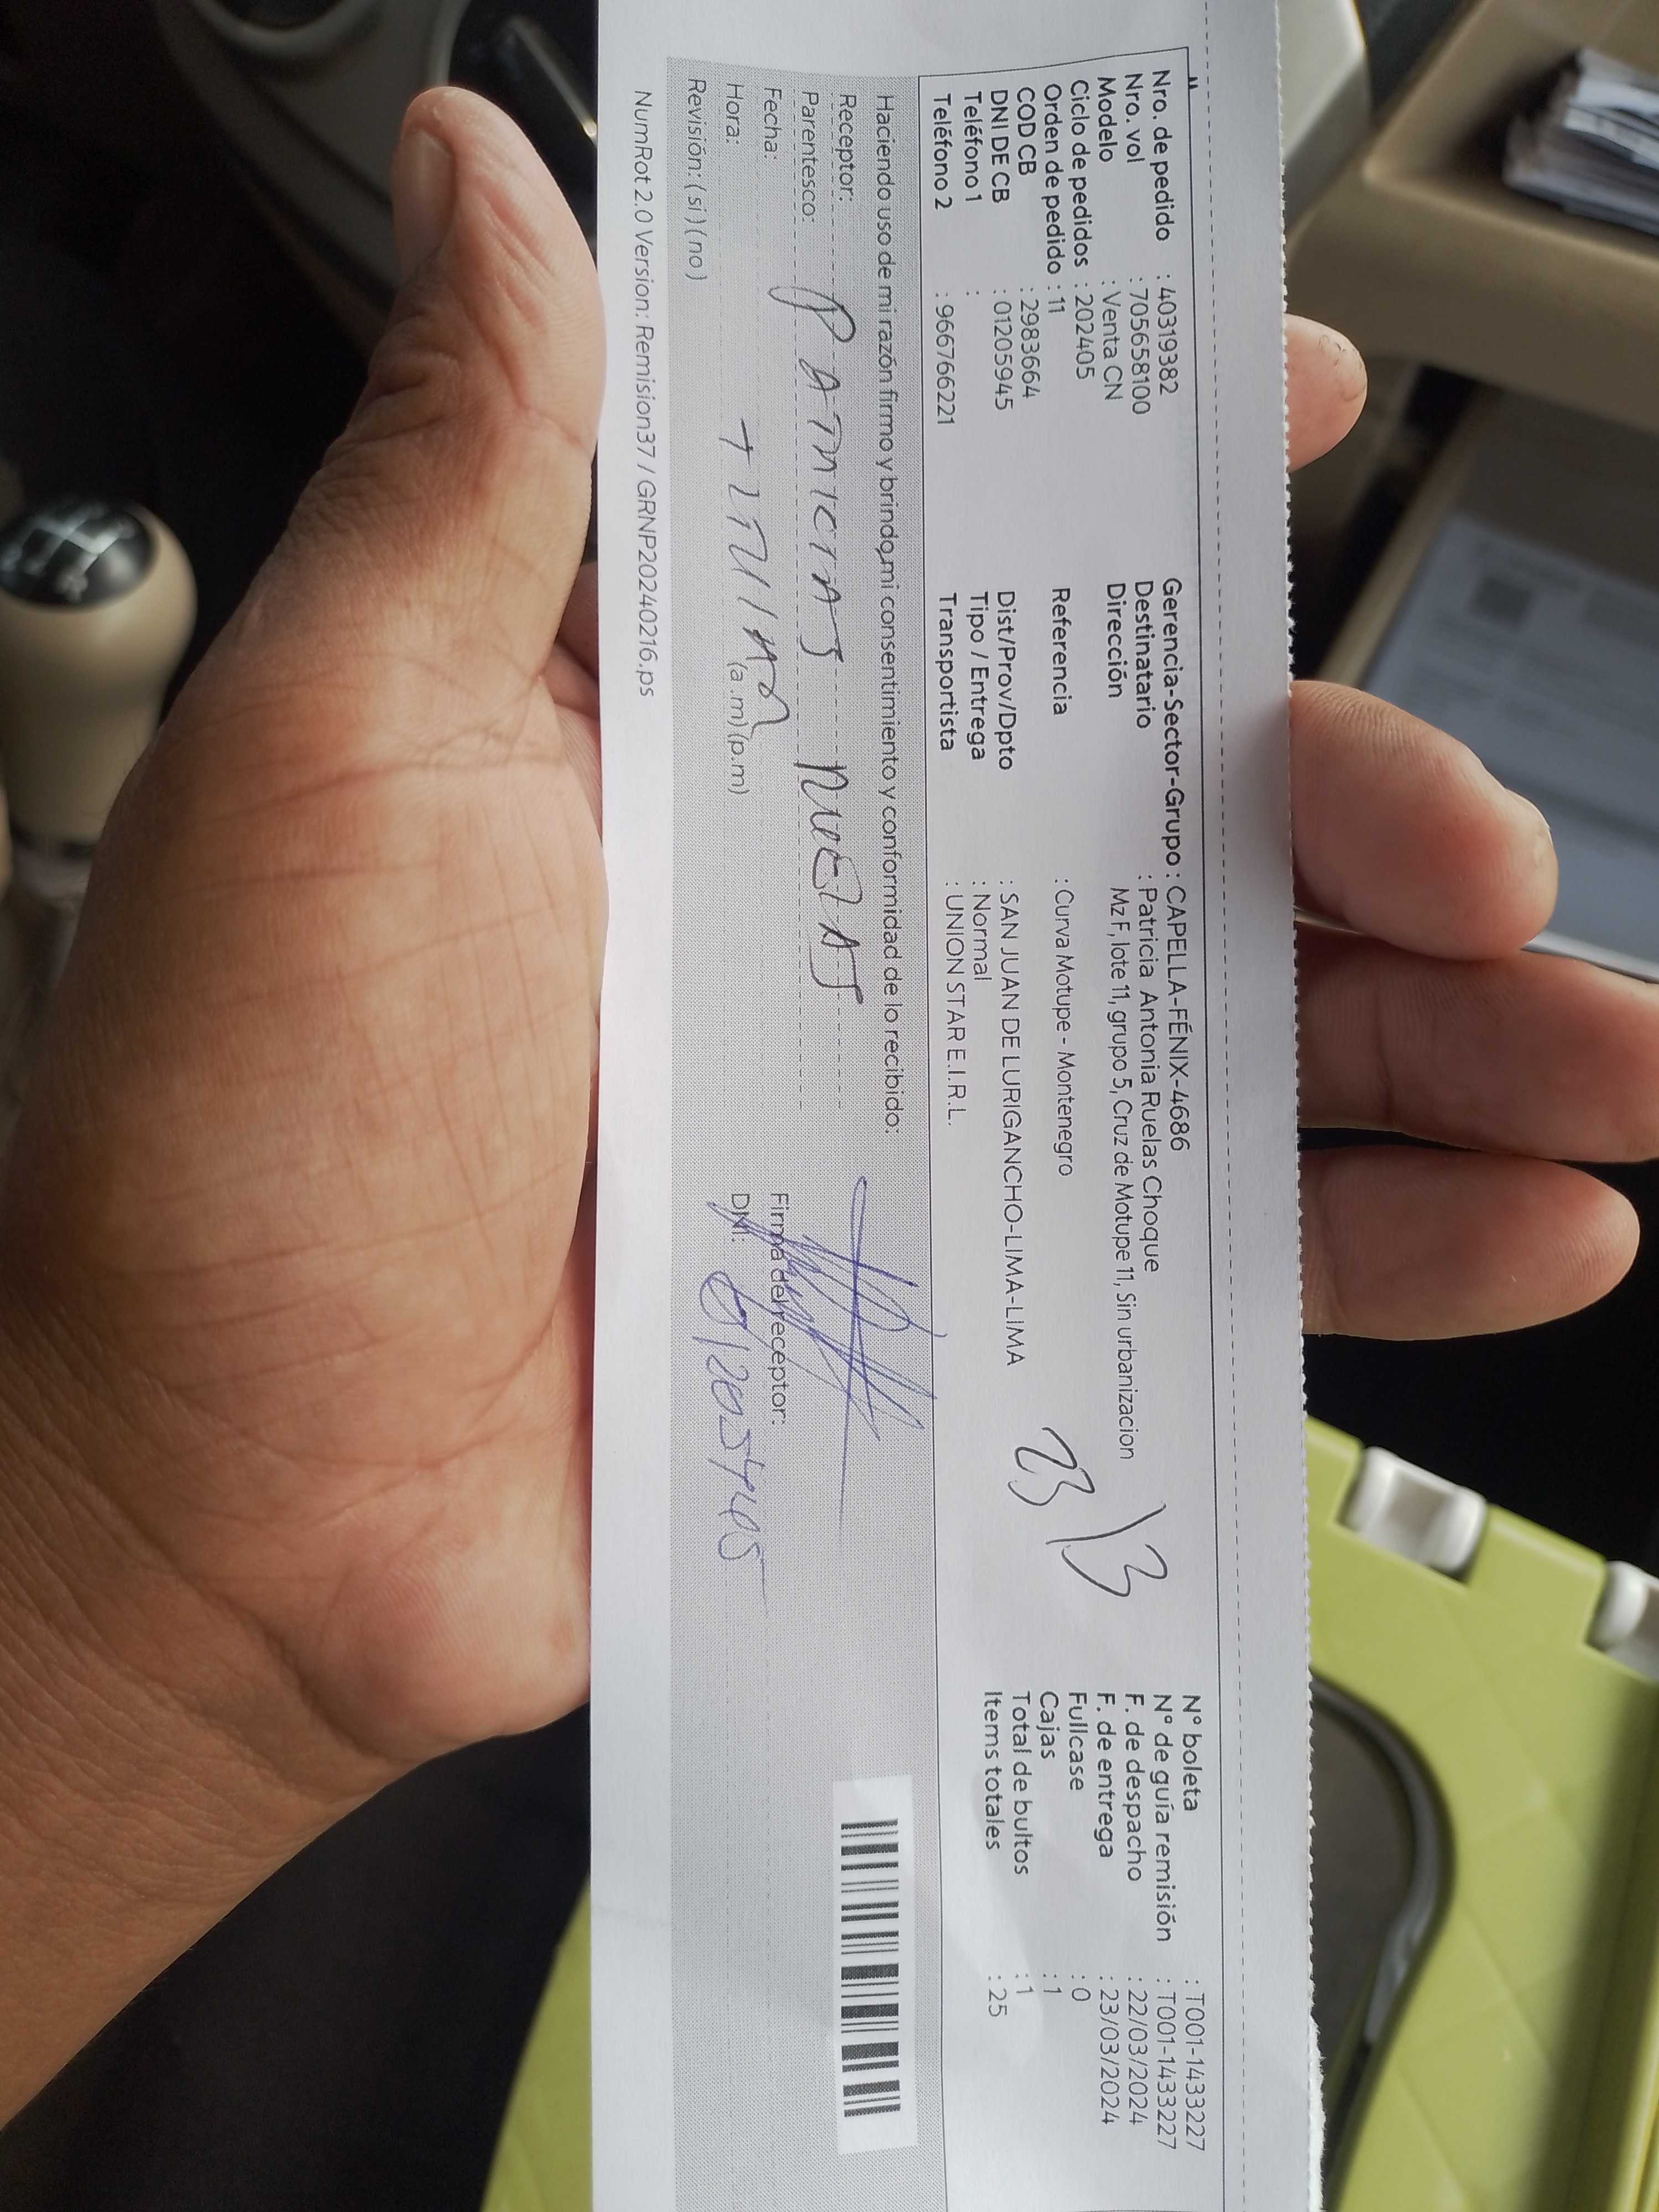 Nro. de pedido : 40319382
Nro. vol : 705658100
Modelo : Venta CN
Ciclo de pedidos : 202405
Orden de pedido : 11
COD CB : 2983664
DNI DE CB : 01205945
Teléfono 1 :
Teléfono 2 : 966766221
Gerencia-Sector-Grupo : CAPELLA-FÉNIX-4686
Destinatario : Patricia Antonia Ruelas Choque
Dirección Mz F, lote 11, grupo 5, Cruz de Motupe 11, Sin urbanizacion
Referencia : Curva Motupe - Montenegro
Dist/Prov/Dpto : SAN JUAN DE LURIGANCHO-LIMA-LIMA
Tipo / Entrega : Normal
Transportista : UNION STAR E.I.R.L.
23
13
N° boleta : T001-1433227
N° de guía remisión : T001-1433227
F. de despacho : 22/03/2024
F. de entrega : 23/03/2024
Fullcase : 0
Cajas : 1
Total de bultos : 1
Items totales : 25
Haciendo uso de mi razón firmo y brindo mi consentimiento y conformidad de lo recibido:
Receptor:
Parentesco:
Fecha:
Hora: (a.m) (p.m)
Revisión: ( si ) ( no )
Firma del receptor:
DNI: 01205945
NumRot 2.0 Version: Remision37 / GRNP20240216.ps